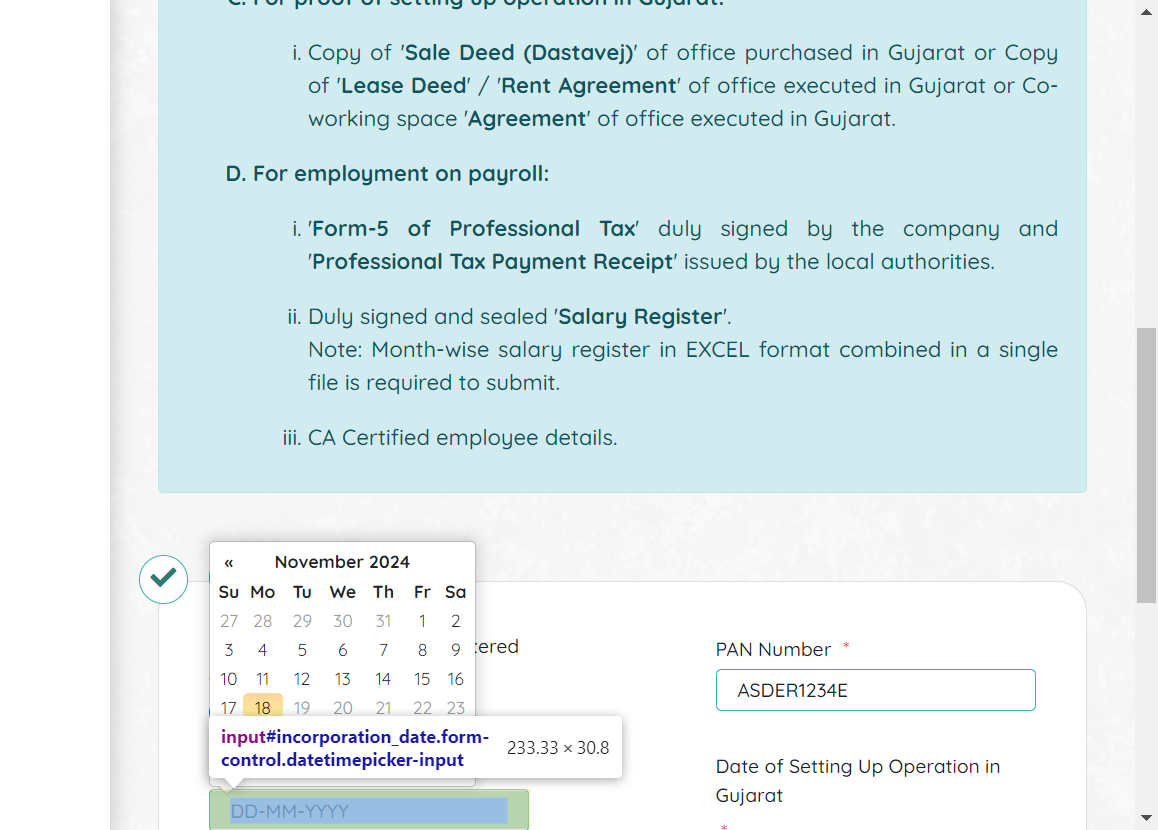 C. For proof of setting up operation in Gujarat:
i. Copy of 'Sale Deed (Dastavej)' of office purchased in Gujarat or Copy
of 'Lease Deed' / 'Rent Agreement' of office executed in Gujarat or Co-
working space 'Agreement' of office executed in Gujarat.
D. For employment on payroll:
i. 'Form-5 of Professional Tax' duly signed by the company and
'Professional Tax Payment Receipt' issued by the local authorities.
ii. Duly signed and sealed 'Salary Register'.
Note: Month-wise salary register in EXCEL format combined in a single
file is required to submit.
iii. CA Certified employee details.
« November 2024
Su Mo Tu We Th Fr Sa
27 28 29 30 31 1 2
3 4 5 6 7 8 9
10 11 12 13 14 15 16
17 18 19 20 21 22 23
input#incorporation_date.form-
control.datetimepicker-input
233.33 × 30.8
DD-MM-YYYY
tered
PAN Number *
ASDER1234E
Date of Setting Up Operation in
Gujarat
*